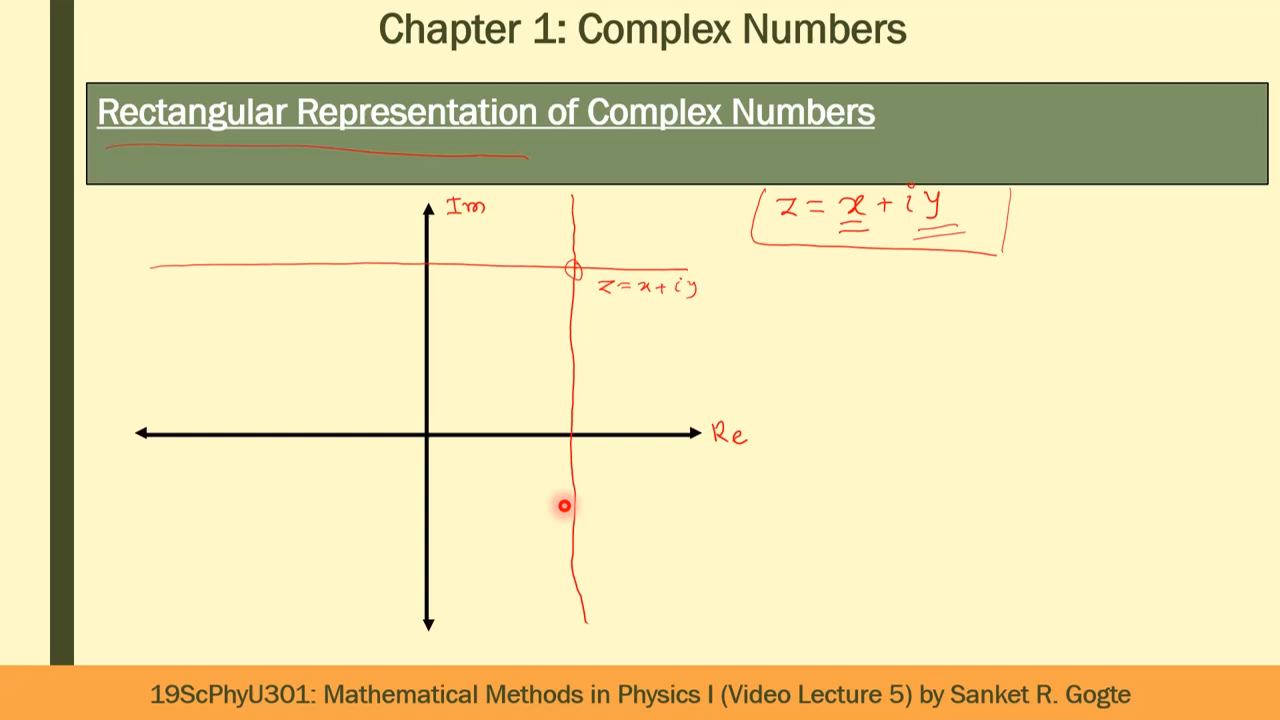 Chapter 1: Complex Numbers
Rectangular Representation of Complex Numbers
Im
z = x + iy
z = x + iy
Re
19ScPhyU301: Mathematical Methods in Physics I (Video Lecture 5) by Sanket R. Gogte